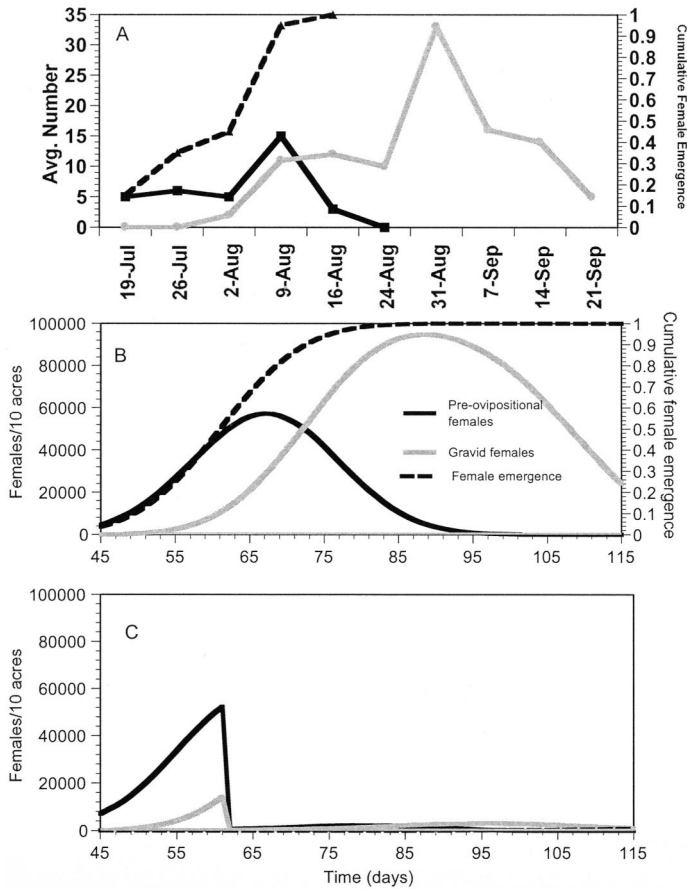 A
Avg. Number
35
30
25
20
15
10
5
0
1
0.9
0.8
0.7
0.6
0.5
0.4
0.3
0.2
0.1
0
Cumulative Female Emergence
19-Jul
26-Jul
2-Aug
9-Aug
16-Aug
24-Aug
31-Aug
7-Sep
14-Sep
21-Sep
B
Females/10 acres
100000
80000
60000
40000
20000
0
1
0.9
0.8
0.7
0.6
0.5
0.4
0.3
0.2
0.1
0
Cumulative female emergence
Pre-ovipositional
females
Gravid females
Female emergence
45 55 65 75 85 95 105 115
C
Females/10 acres
100000
80000
60000
40000
20000
0
45 55 65 75 85 95 105 115
Time (days)